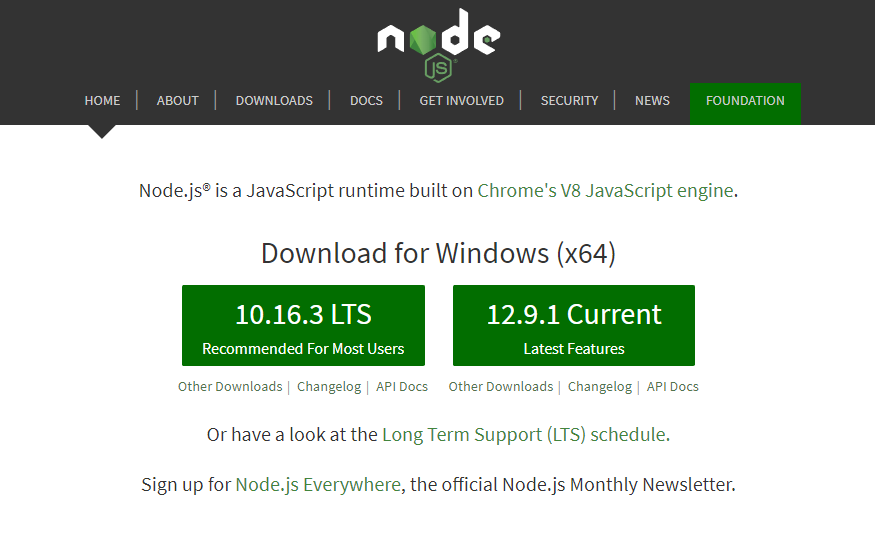 node
JS ®
HOME | ABOUT | DOWNLOADS | DOCS | GET INVOLVED | SECURITY | NEWS FOUNDATION
Node.js® is a JavaScript runtime built on Chrome's V8 JavaScript engine.
Download for Windows (x64)
10.16.3 LTS
Recommended For Most Users
12.9.1 Current
Latest Features
Other Downloads | Changelog | API Docs
Other Downloads | Changelog | API Docs
Or have a look at the Long Term Support (LTS) schedule.
Sign up for Node.js Everywhere, the official Node.js Monthly Newsletter.